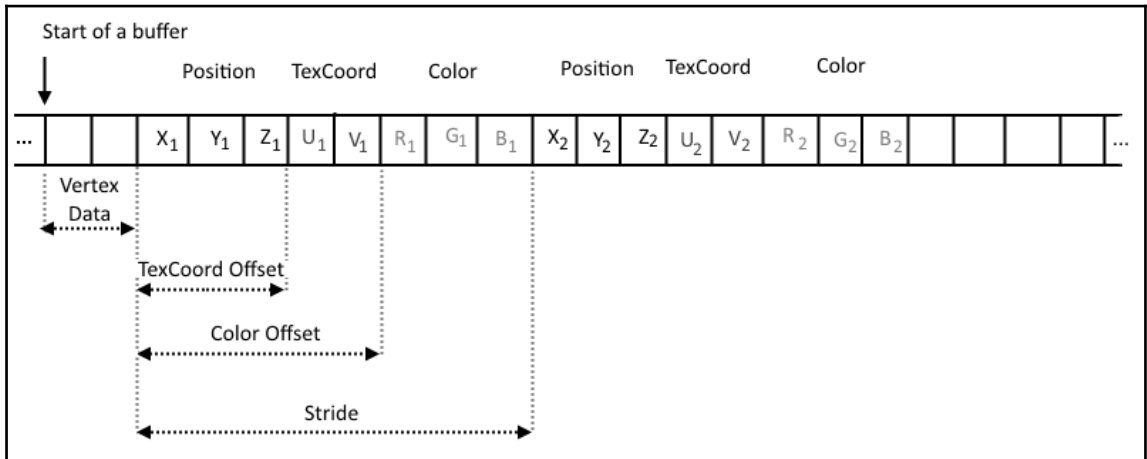 Start of a buffer
Position TexCoord Color Position TexCoord Color
... X₁ Y₁ Z₁ U₁ V₁ R₁ G₁ B₁ X₂ Y₂ Z₂ U₂ V₂ R₂ G₂ B₂ ...
Vertex
Data
TexCoord Offset
Color Offset
Stride